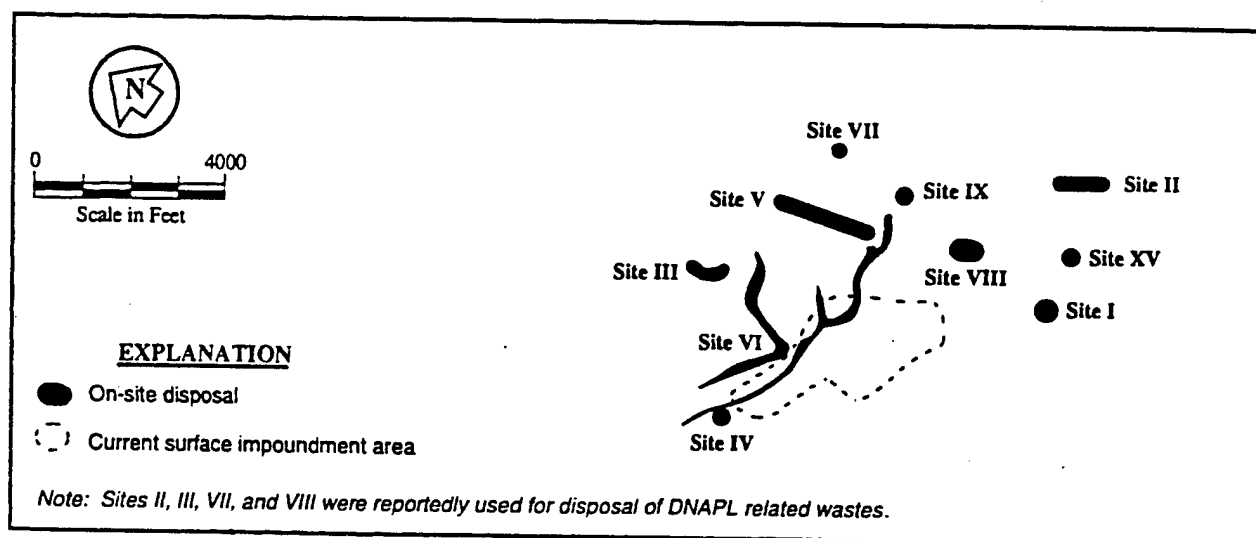 N
0 4000
Scale in Feet
Site VII
Site V
Site IX
Site II
Site III
Site VIII
Site XV
Site I
Site VI
Site IV
EXPLANATION
On-site disposal
Current surface impoundment area
Note: Sites II, III, VII, and VIII were reportedly used for disposal of DNAPL related wastes.